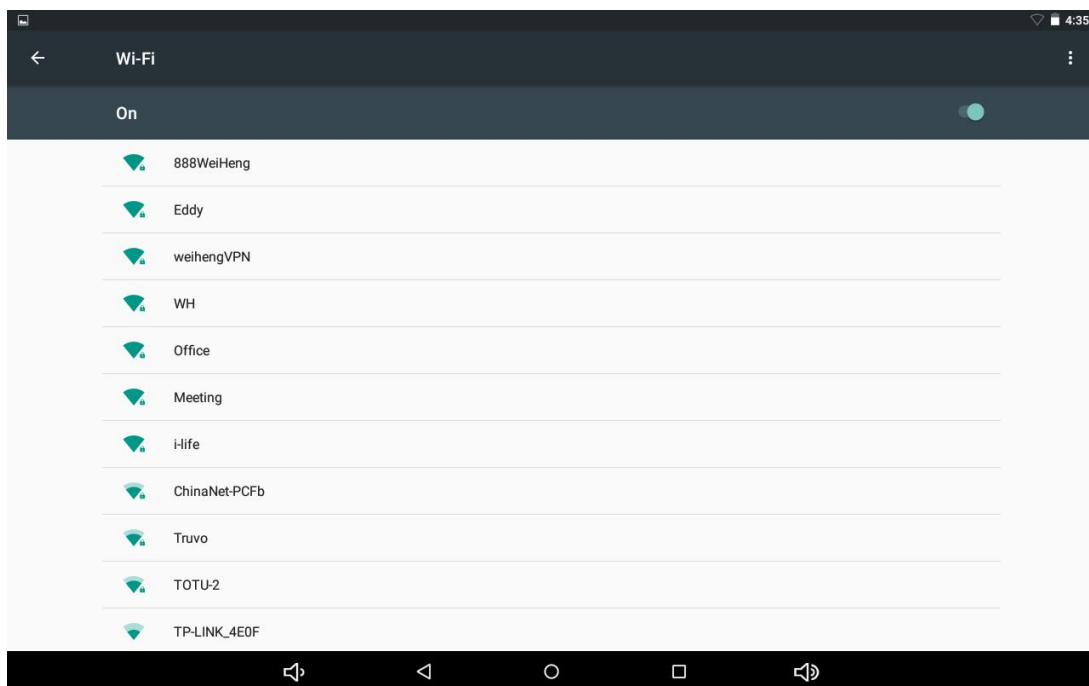 4:35
Wi-Fi
On
888WeiHeng
Eddy
weihengVPN
WH
Office
Meeting
i-life
ChinaNet-PCFb
Truvo
TOTU-2
TP-LINK_4E0F